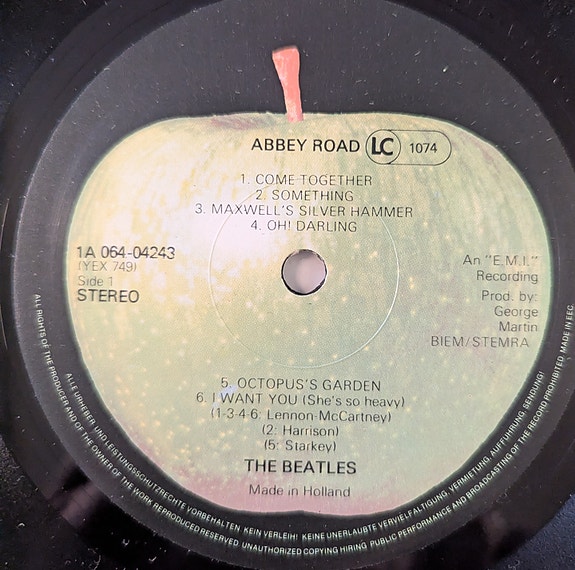 ABBEY ROAD LC 1074
1. COME TOGETHER
2. SOMETHING
3. MAXWELL'S SILVER HAMMER
4. OH! DARLING
1A 064-04243
(YEX 749)
Side 1
STEREO
An "E.M.I."
Recording
Prod. by:
George
Martin
BIEM/STEMRA
5. OCTOPUS'S GARDEN
6. I WANT YOU (She's so heavy)
(1-3-4-6: Lennon-McCartney)
(2: Harrison)
(5: Starkey)
THE BEATLES
Made in Holland
ALLE URHEBER UND LEISTUNGSSCHUTZRECHTE VORBEHALTEN. KEIN VERLEIH! KEINE UNERLAUBTE VERVIELFÄLTIGUNG, VERMIETUNG, AUFFÜHRUNG, SENDUNG!
ALL RIGHTS OF THE PRODUCER AND OF THE OWNER OF THE WORK REPRODUCED RESERVED UNAUTHORIZED COPYING HIRING PUBLIC PERFORMANCE AND BROADCASTING OF THE RECORD PROHIBITED MADE IN EEC